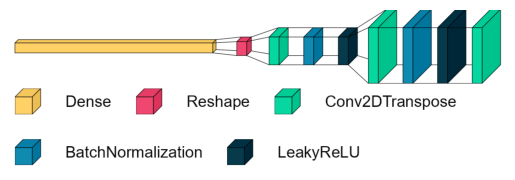 Dense Reshape Conv2DTranspose
BatchNormalization LeakyReLU